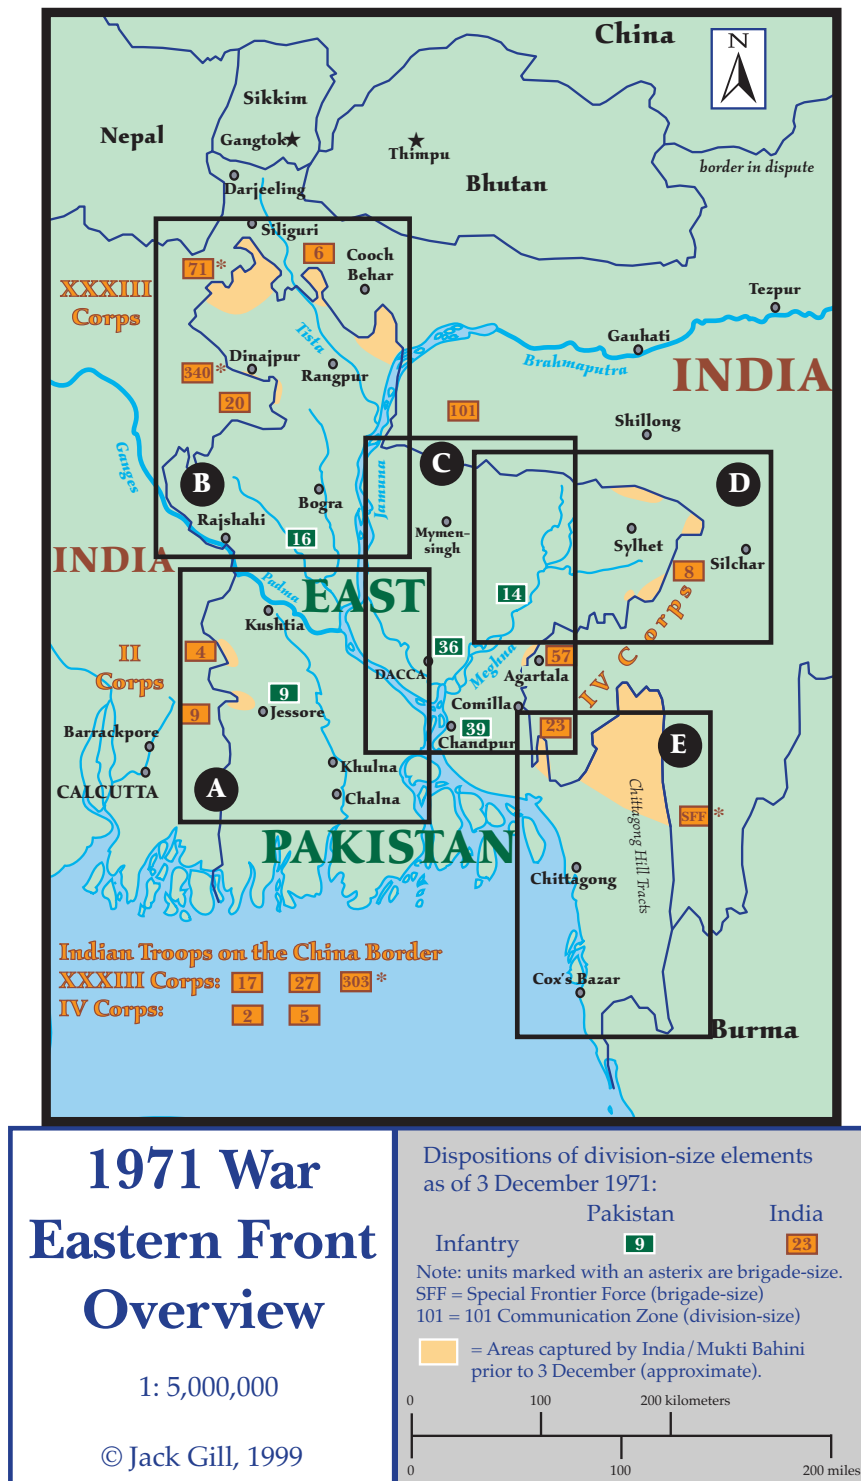 China
N
Sikkim
Nepal
Gangtok
Thimpu
border in dispute
Bhutan
Darjeeling
Siliguri
6
Cooch
Behar
71 *
XXXIII
Corps
Tezpur
Tista
Gauhati
Brahmaputra
Dinajpur
340 *
Rangpur
INDIA
20
101
Shillong
Ganges
C
Jamuna
B
D
Bogra
Rajshahi
Mymen-
singh
Sylhet
16
INDIA
Silchar
8
Padma
EAST
14
Kushtia
IV Corps
36
II
Corps
4
57
Meghna
DACCA
Agartala
9
Jessore
Comilla
9
39
23
Chandpur
Barrackpore
E
Khulna
CALCUTTA
A
Chalna
Chittagong Hill Tracts
SFF *
PAKISTAN
Chittagong
Indian Troops on the China Border
XXXIII Corps: 17 27 303 *
IV Corps: 2 5
Cox's Bazar
Burma
1971 War
Eastern Front
Overview
1: 5,000,000
© Jack Gill, 1999
Dispositions of division-size elements
as of 3 December 1971:
Pakistan India
Infantry 9 23
Note: units marked with an asterix are brigade-size.
SFF = Special Frontier Force (brigade-size)
101 = 101 Communication Zone (division-size)
= Areas captured by India/Mukti Bahini
prior to 3 December (approximate).
0 100 200 kilometers
0 100 200 miles